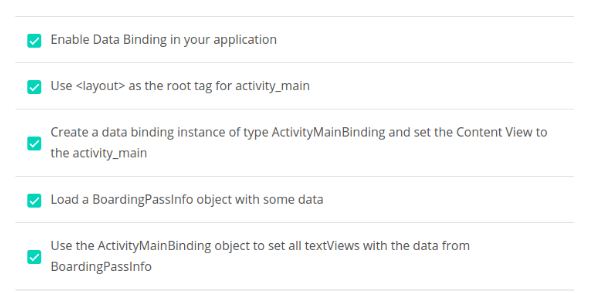 Enable Data Binding in your application
Use <layout> as the root tag for activity_main
Create a data binding instance of type ActivityMainBinding and set the Content View to
the activity_main
Load a BoardingPassInfo object with some data
Use the ActivityMainBinding object to set all textViews with the data from
BoardingPassInfo